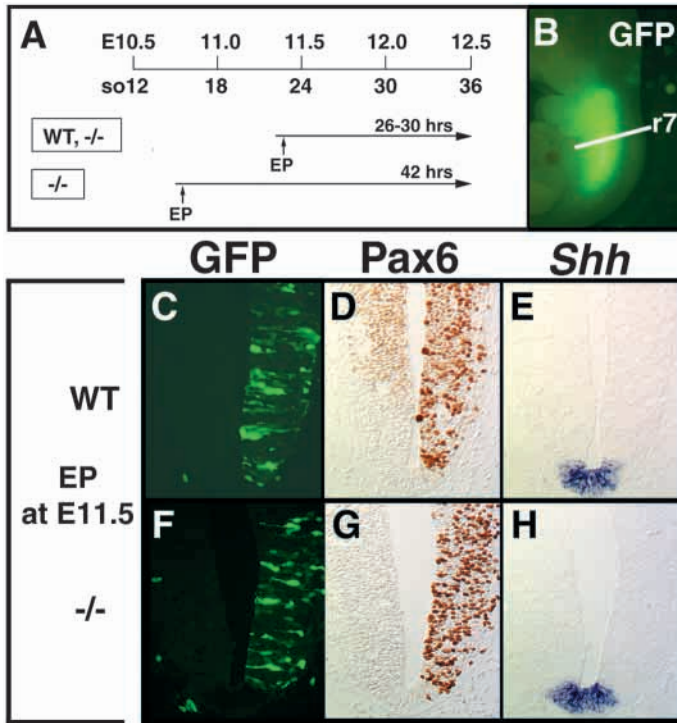 A
E10.5 11.0 11.5 12.0 12.5
so12 18 24 30 36
WT, -/-
26-30 hrs
EP
-/-
42 hrs
EP
B
GFP
r7
GFP Pax6 Shh
C D E
WT
EP
at E11.5
F G H
-/-